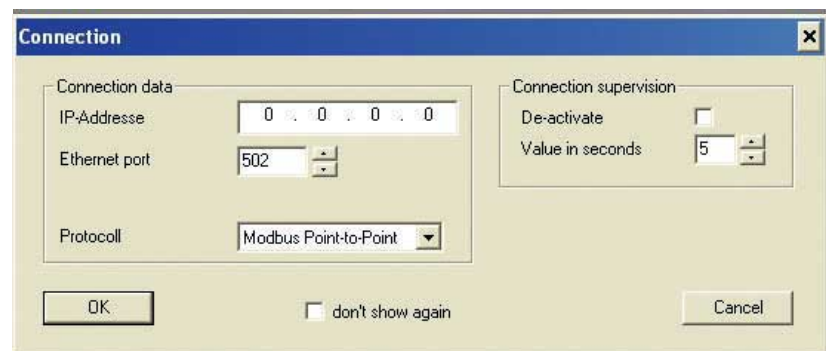 Connection
Connection data
IP-Addresse 0 . 0 . 0 . 0
Ethernet port 502
Protocoll Modbus Point-to-Point
Connection supervision
De-activate
Value in seconds 5
OK
don't show again
Cancel